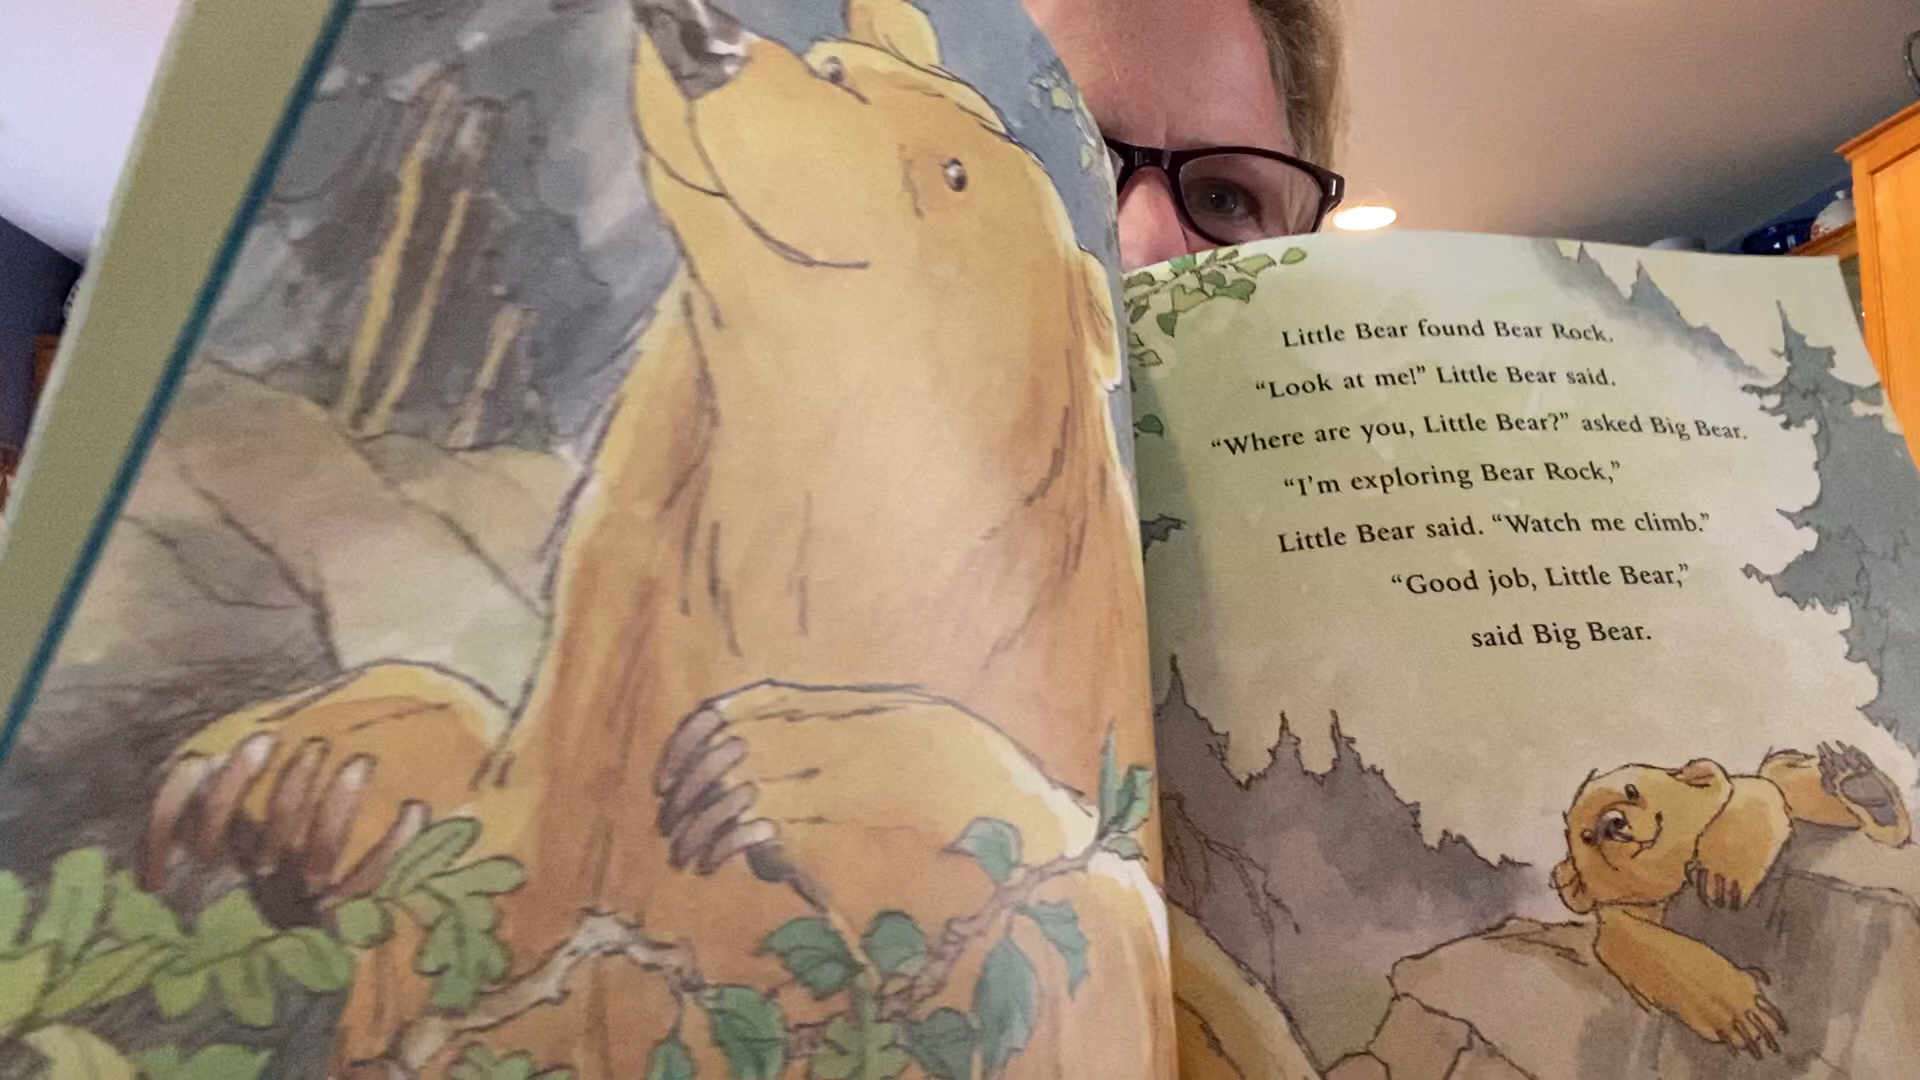 Little Bear found Bear Rock.
“Look at me!” Little Bear said.
“Where are you, Little Bear?” asked Big Bear.
“I’m exploring Bear Rock,”
Little Bear said. “Watch me climb.”
“Good job, Little Bear,”
said Big Bear.